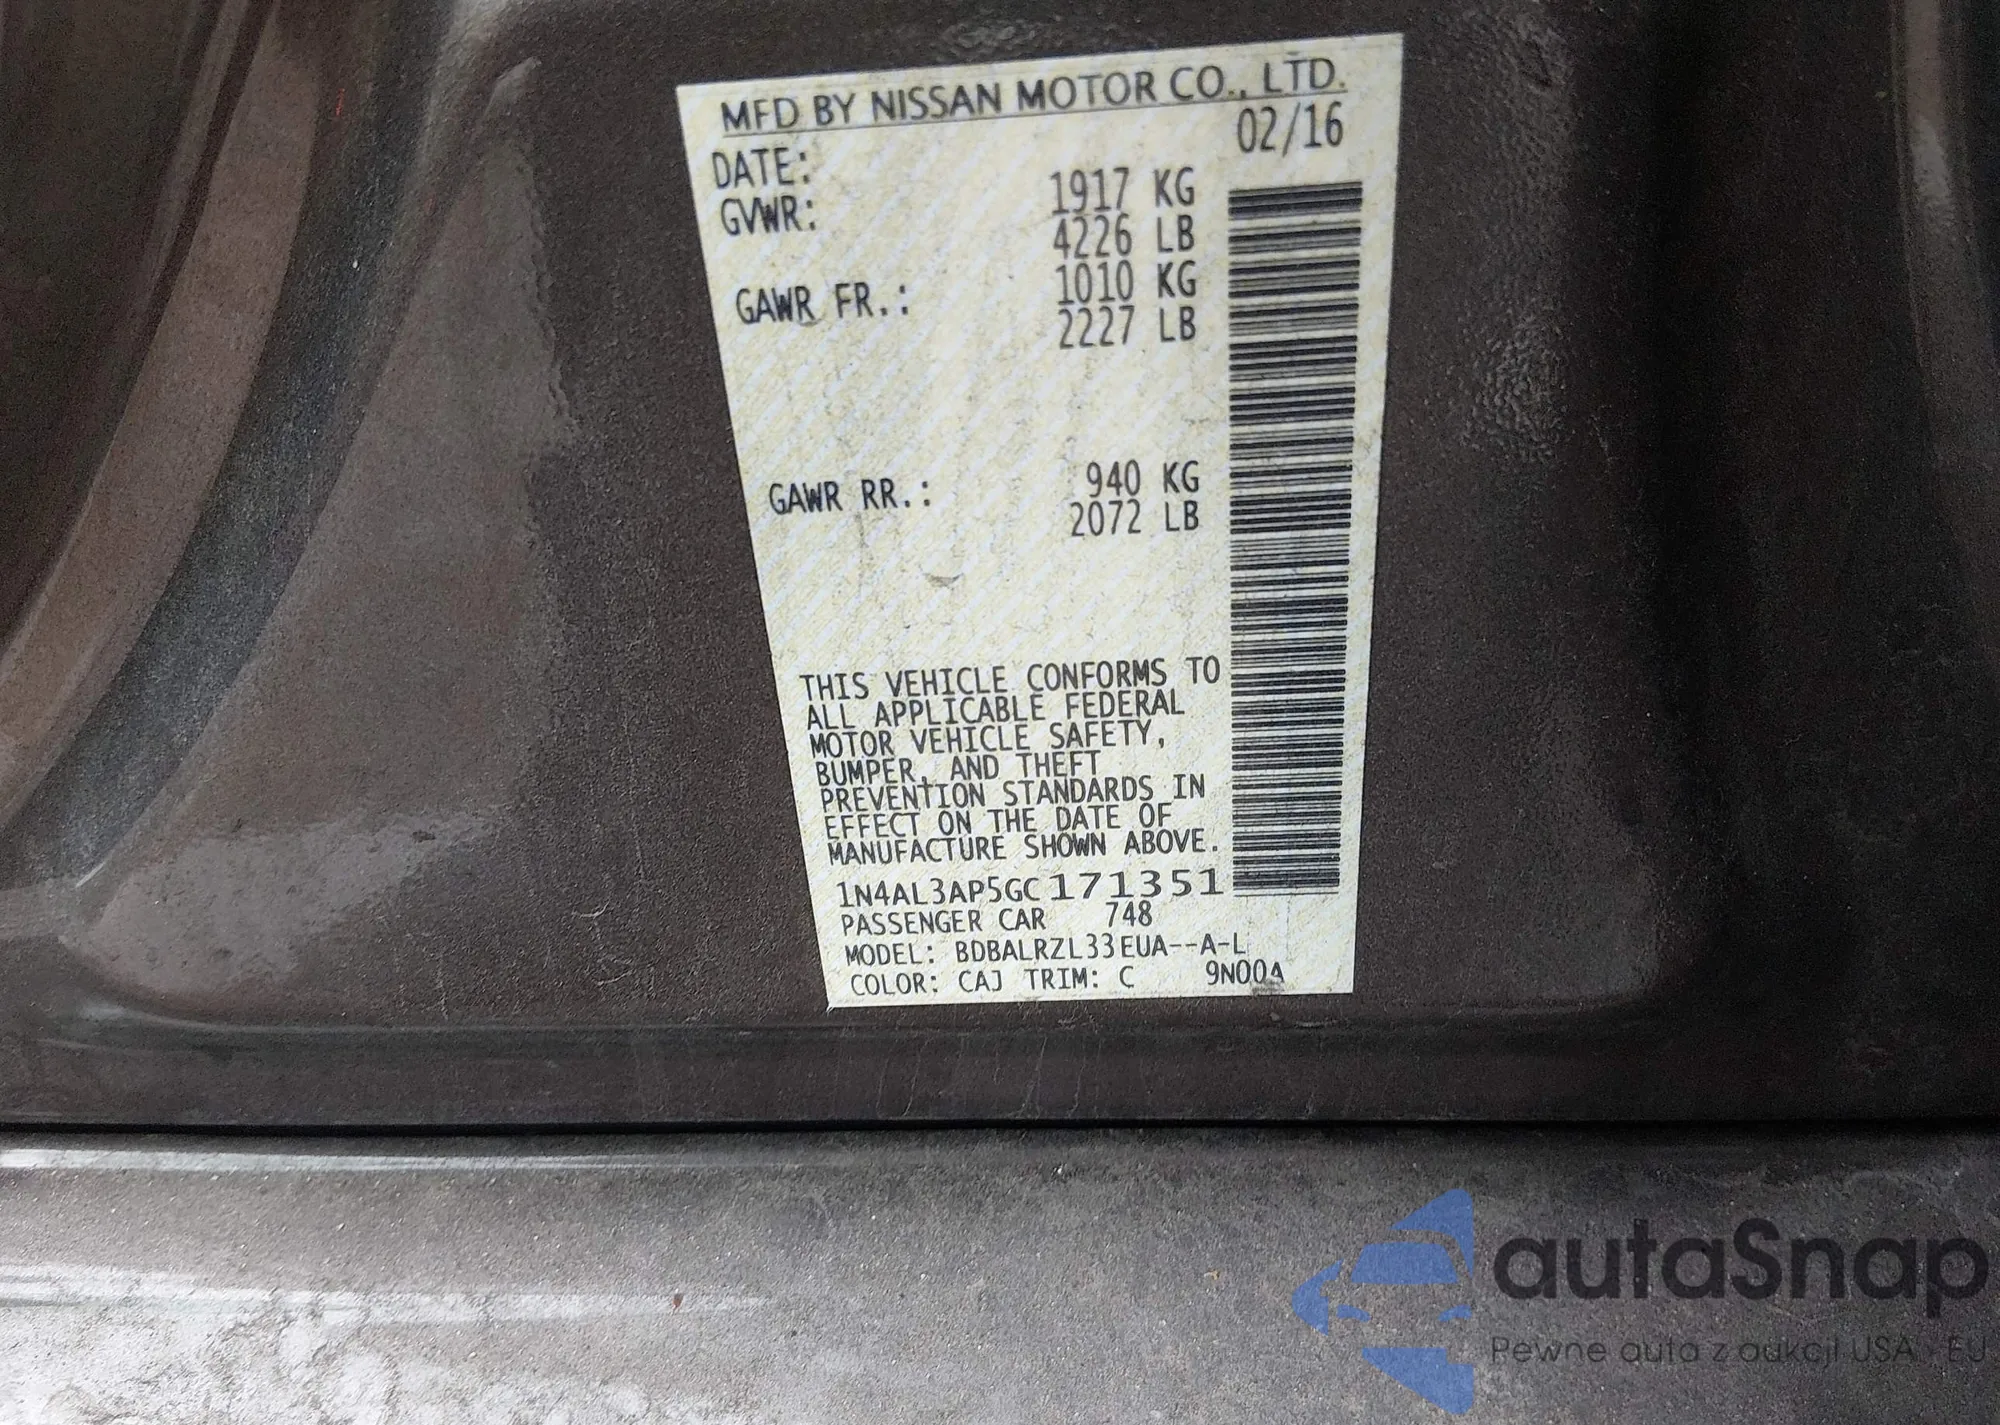 MFD BY NISSAN MOTOR CO., LTD.
DATE: 02/16
GVWR: 1917 KG
4226 LB
GAWR FR.: 1010 KG
2227 LB
GAWR RR.: 940 KG
2072 LB
THIS VEHICLE CONFORMS TO
ALL APPLICABLE FEDERAL
MOTOR VEHICLE SAFETY,
BUMPER, AND THEFT
PREVENTION STANDARDS IN
EFFECT ON THE DATE OF
MANUFACTURE SHOWN ABOVE.
1N4AL3AP5GC171351
PASSENGER CAR 748
MODEL: BDBALRZL33EUA--A-L
COLOR: CAJ TRIM: C 9N00A
autaSnap
Pewne auta z aukcji USA - EU